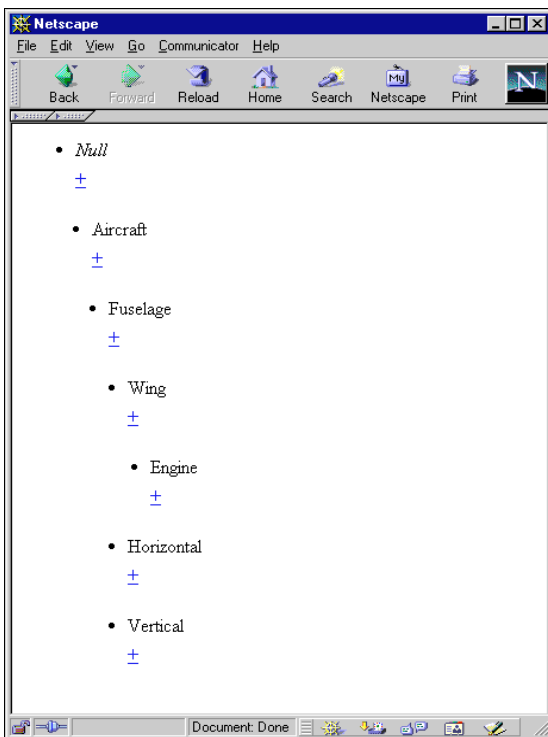 Netscape
File Edit View Go Communicator Help
Back Forward Reload Home Search Netscape Print
My
N
• Null
+
• Aircraft
+
• Fuselage
+
• Wing
+
• Engine
+
• Horizontal
+
• Vertical
+
Document: Done